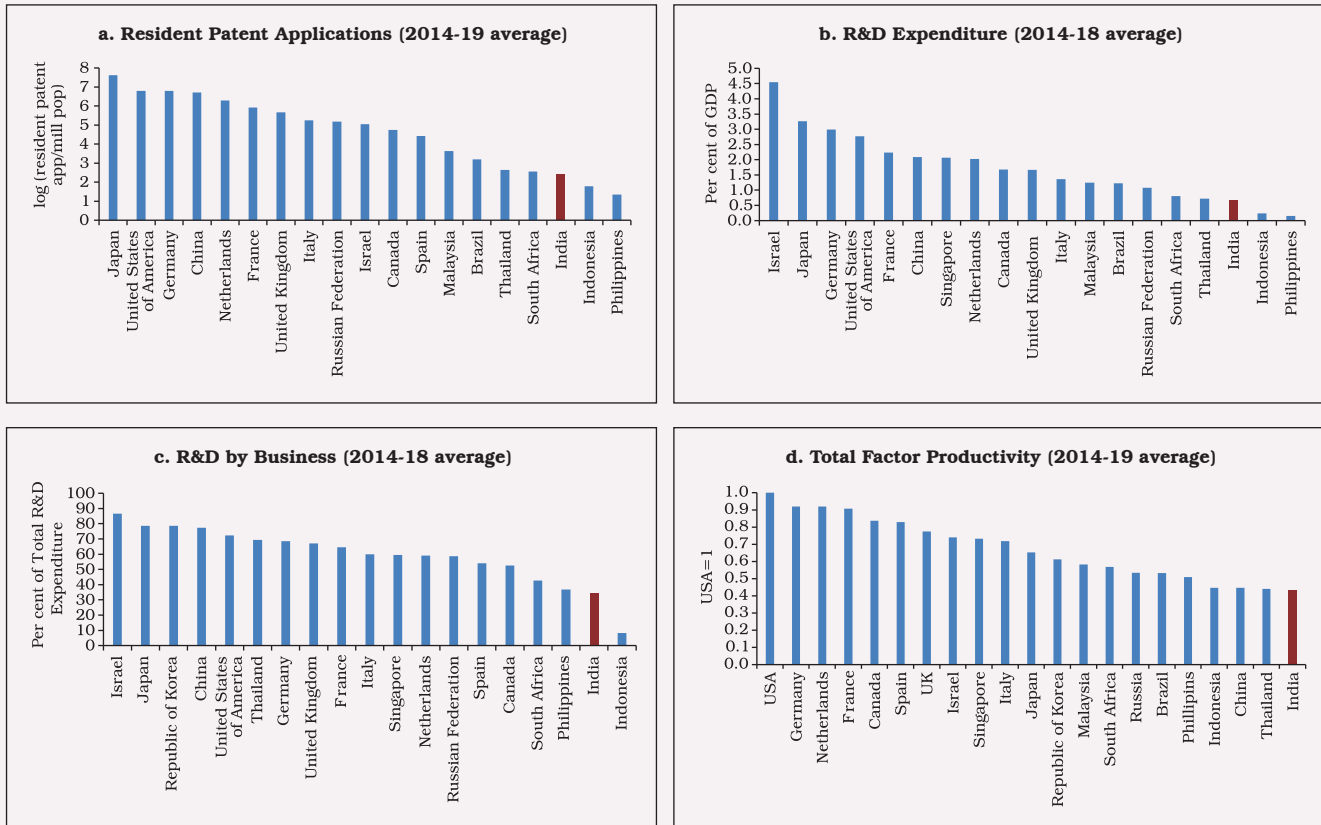 a. Resident Patent Applications (2014-19 average)
log (resident patent
app/mill pop)
8
7
6
5
4
3
2
1
0
Japan
United States
of America
Germany
China
Netherlands
France
United Kingdom
Italy
Russian Federation
Israel
Canada
Spain
Malaysia
Brazil
Thailand
South Africa
India
Indonesia
Philippines
b. R&D Expenditure (2014-18 average)
Per cent of GDP
5.0
4.5
4.0
3.5
3.0
2.5
2.0
1.5
1.0
0.5
0.0
Israel
Japan
Germany
United States
of America
France
China
Singapore
Netherlands
Canada
United Kingdom
Italy
Malaysia
Brazil
Russian Federation
South Africa
Thailand
India
Indonesia
Philippines
c. R&D by Business (2014-18 average)
Per cent of Total R&D
Expenditure
100
90
80
70
60
50
40
30
20
10
0
Israel
Japan
Republic of Korea
China
United States
of America
Thailand
Germany
United Kingdom
France
Italy
Singapore
Netherlands
Russian Federation
Spain
Canada
South Africa
Philippines
India
Indonesia
d. Total Factor Productivity (2014-19 average)
USA=1
1.0
0.9
0.8
0.7
0.6
0.5
0.4
0.3
0.2
0.1
0.0
USA
Germany
Netherlands
France
Canada
Spain
UK
Israel
Singapore
Italy
Japan
Republic of Korea
Malaysia
South Africa
Russia
Brazil
Phillipins
Indonesia
China
Thailand
India